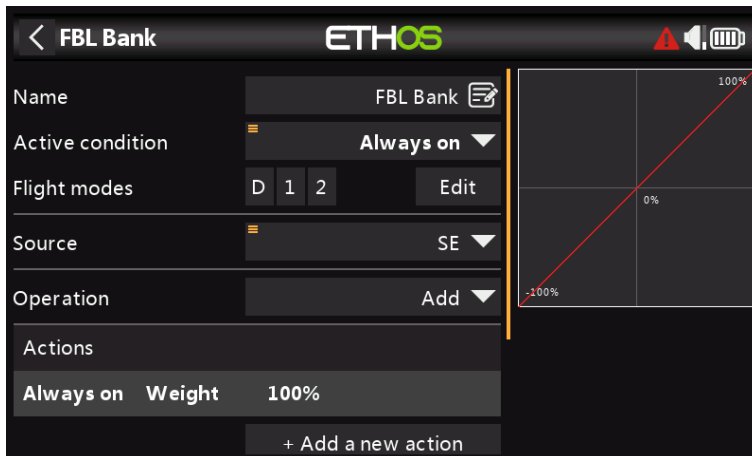 FBL Bank
ETHOS
Name FBL Bank
Active condition Always on
Flight modes D 1 2 Edit
Source SE
Operation Add
Actions
Always on Weight 100%
+ Add a new action
100%
0%
-100%